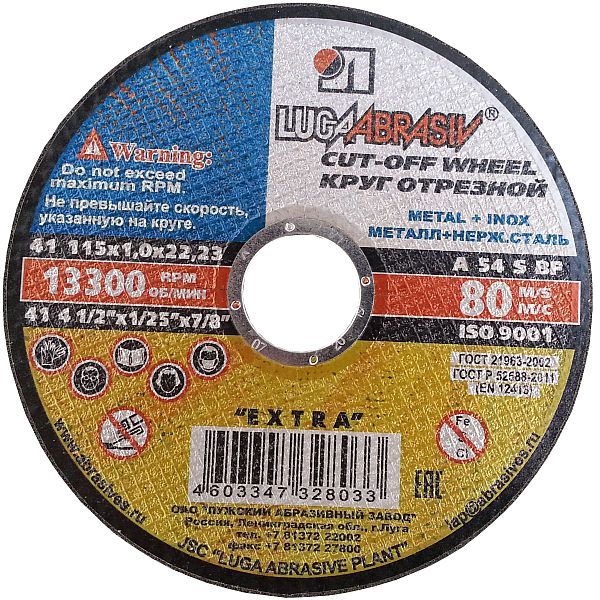 LUGAABRASIV®
CUT-OFF WHEEL
КРУГ ОТРЕЗНОЙ
METAL + INOX
МЕТАЛЛ+НЕРЖ.СТАЛЬ
Warning:
Do not exceed
maximum RPM.
Не превышайте скорость,
указанную на круге.
41 115x1,0x22,23
13300 RPM
ОБ/МИН.
41 4 1/2"x1/25"x7/8"
A 54 S BF
80 M/S
М/С
ISO 9001
ГОСТ 21963-2002
ГОСТ Р 52588-2011
(EN 12413)
"EXTRA"
Fe
S
Cl
4603347328033
EAC
www.abrasives.ru
lap@abrasives.ru
ОАО "ЛУЖСКИЙ АБРАЗИВНЫЙ ЗАВОД"
Россия, Ленинградская обл., г.Луга
тел. +7 81372 22002
факс +7 81372 27800
JSC "LUGA ABRASIVE PLANT"